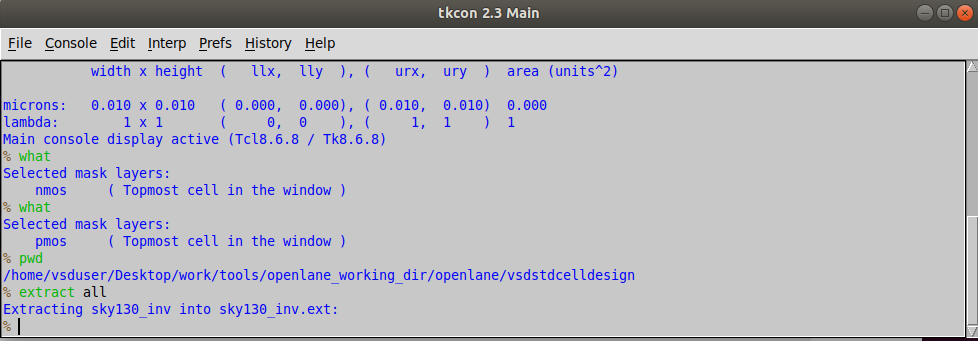 tkcon 2.3 Main
File Console Edit Interp Prefs History Help
width x height ( llx, lly ), ( urx, ury ) area (units^2)
microns: 0.010 x 0.010 ( 0.000, 0.000), ( 0.010, 0.010) 0.000
lambda: 1 x 1 ( 0, 0 ), ( 1, 1 ) 1
Main console display active (Tcl8.6.8 / Tk8.6.8)
% what
Selected mask layers:
nmos ( Topmost cell in the window )
% what
Selected mask layers:
pmos ( Topmost cell in the window )
% pwd
/home/vsduser/Desktop/work/tools/openlane_working_dir/openlane/vsdstdcelldesign
% extract all
Extracting sky130_inv into sky130_inv.ext:
%